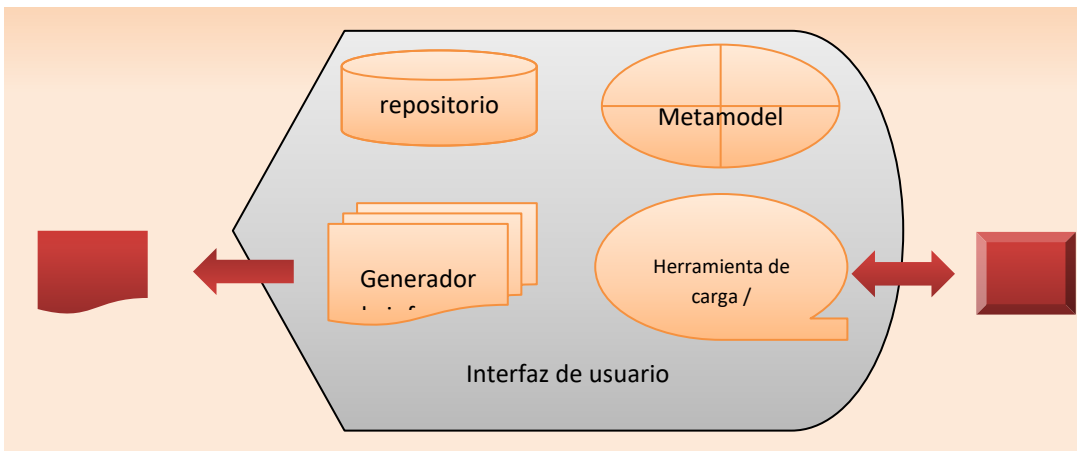 repositorio
Metamodel
Generador
Herramienta de
carga /
Interfaz de usuario